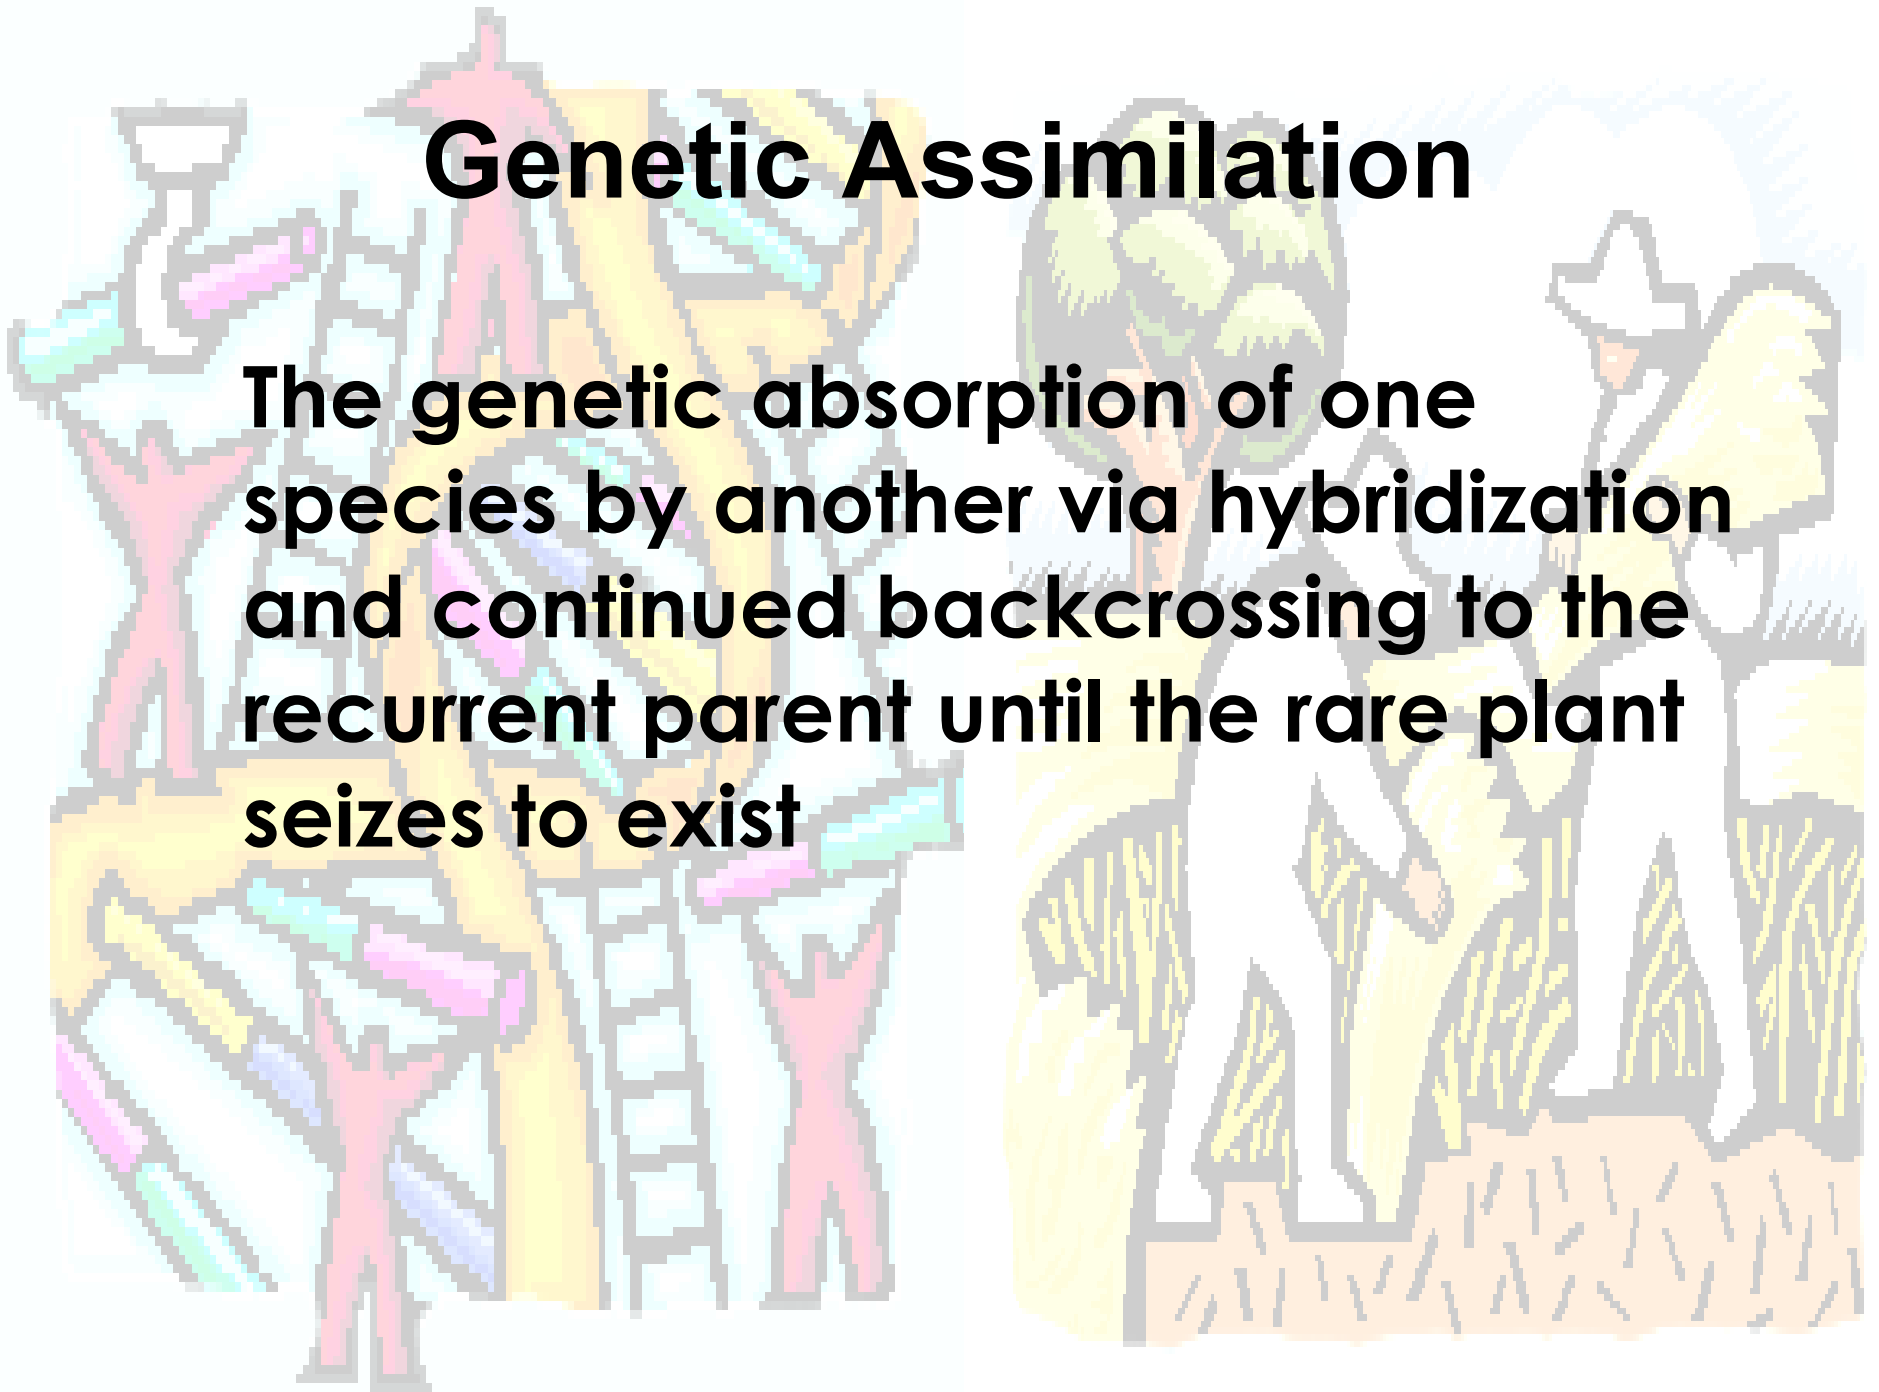 Genetic Assimilation
The genetic absorption of one
species by another via hybridization
and continued backcrossing to the
recurrent parent until the rare plant
seizes to exist